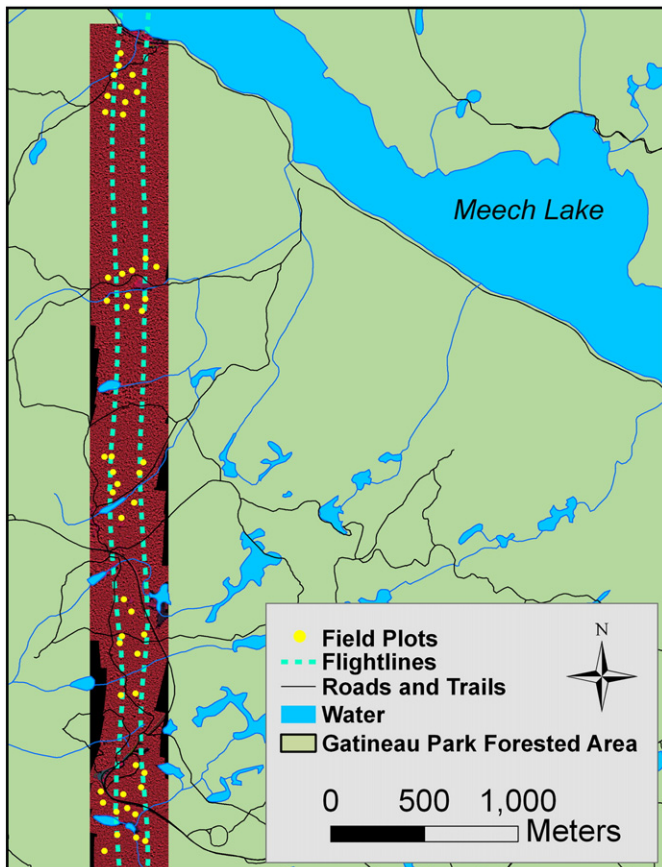 Meech Lake
Field Plots
Flightlines
Roads and Trails
Water
Gatineau Park Forested Area
N
0 500 1,000
Meters